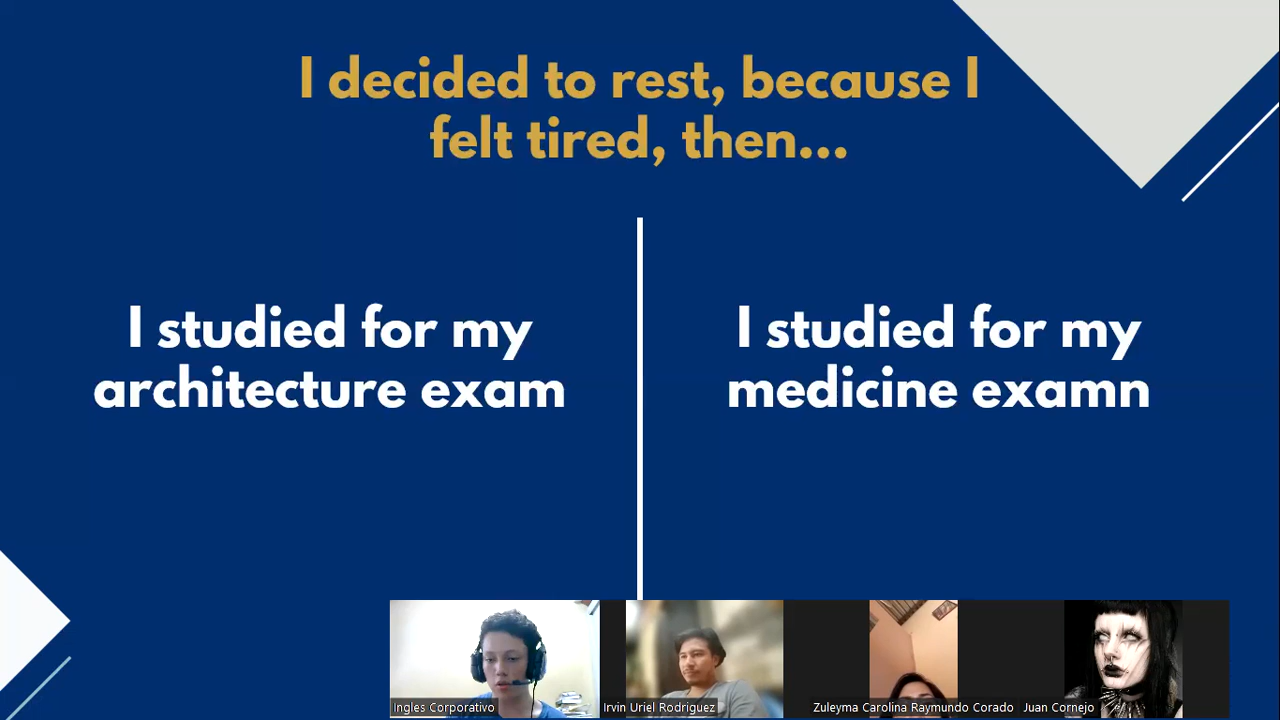 I decided to rest, because I
felt tired, then...
I studied for my
architecture exam
I studied for my
medicine examn
Ingles Corporativo
Irvin Uriel Rodriguez
Zuleyma Carolina Raymundo Corado
Juan Cornejo